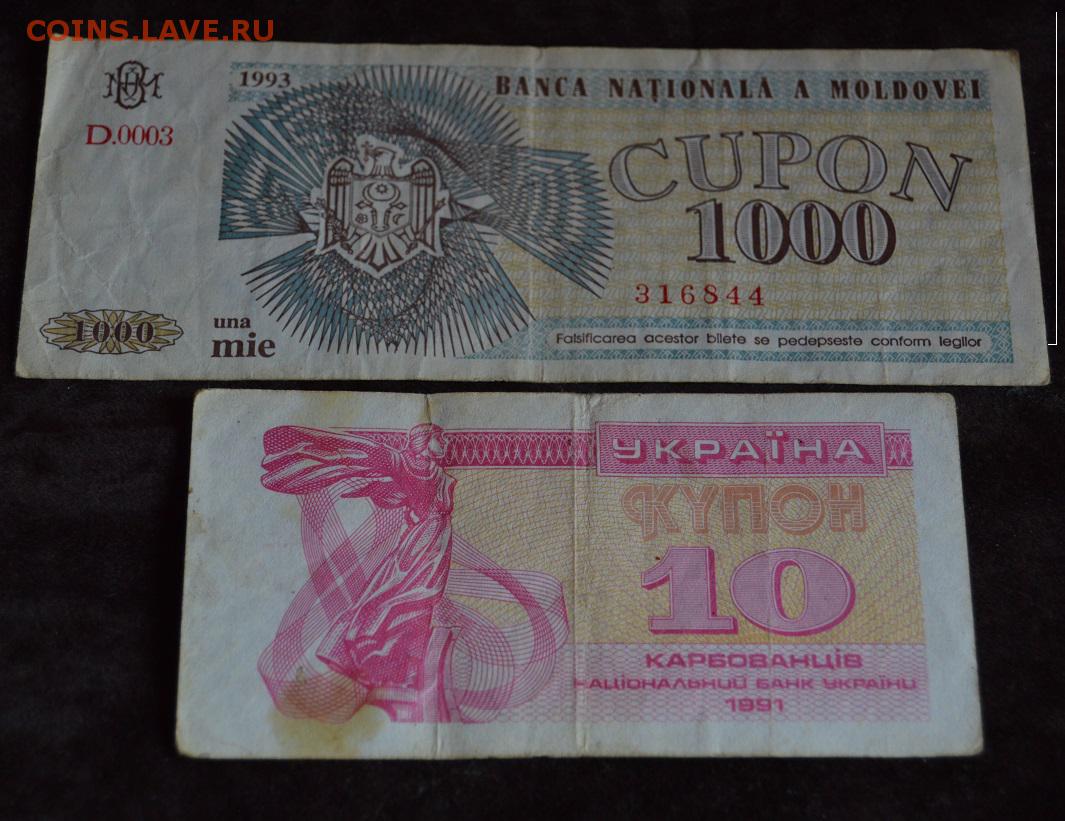 COINS.LAVE.RU
1993
BANCA NAȚIONALĂ A MOLDOVEI
D.0003
CUPON
1000
316844
1000
una
mie
Falsificarea acestor bilete se pedepseste conform legilor
УКРАЇНА
КУПОН
10
КАРБОВАНЦІВ
НАЦІОНАЛЬНИЙ БАНК УКРАЇНИ
1991